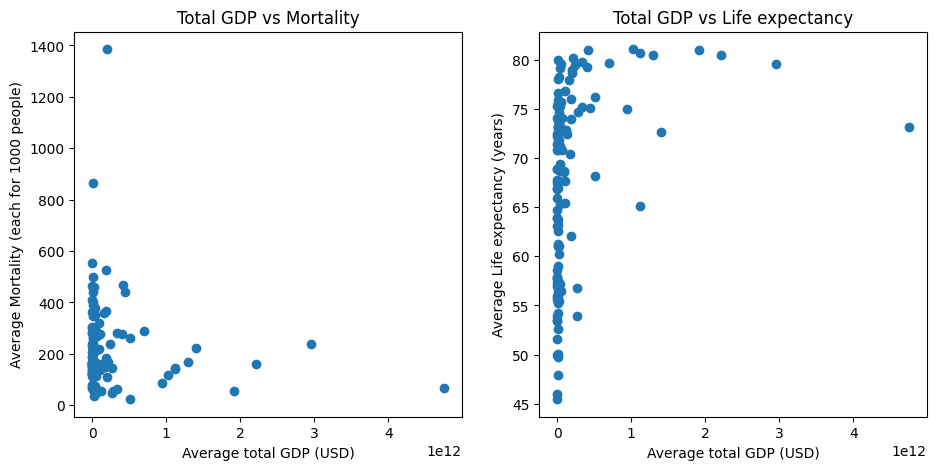 Total GDP vs Mortality
Average Mortality (each for 1000 people)
1400
1200
1000
800
600
400
200
0
0 1 2 3 4
1e12
Average total GDP (USD)
Total GDP vs Life expectancy
Average Life expectancy (years)
80
75
70
65
60
55
50
45
0 1 2 3 4
1e12
Average total GDP (USD)